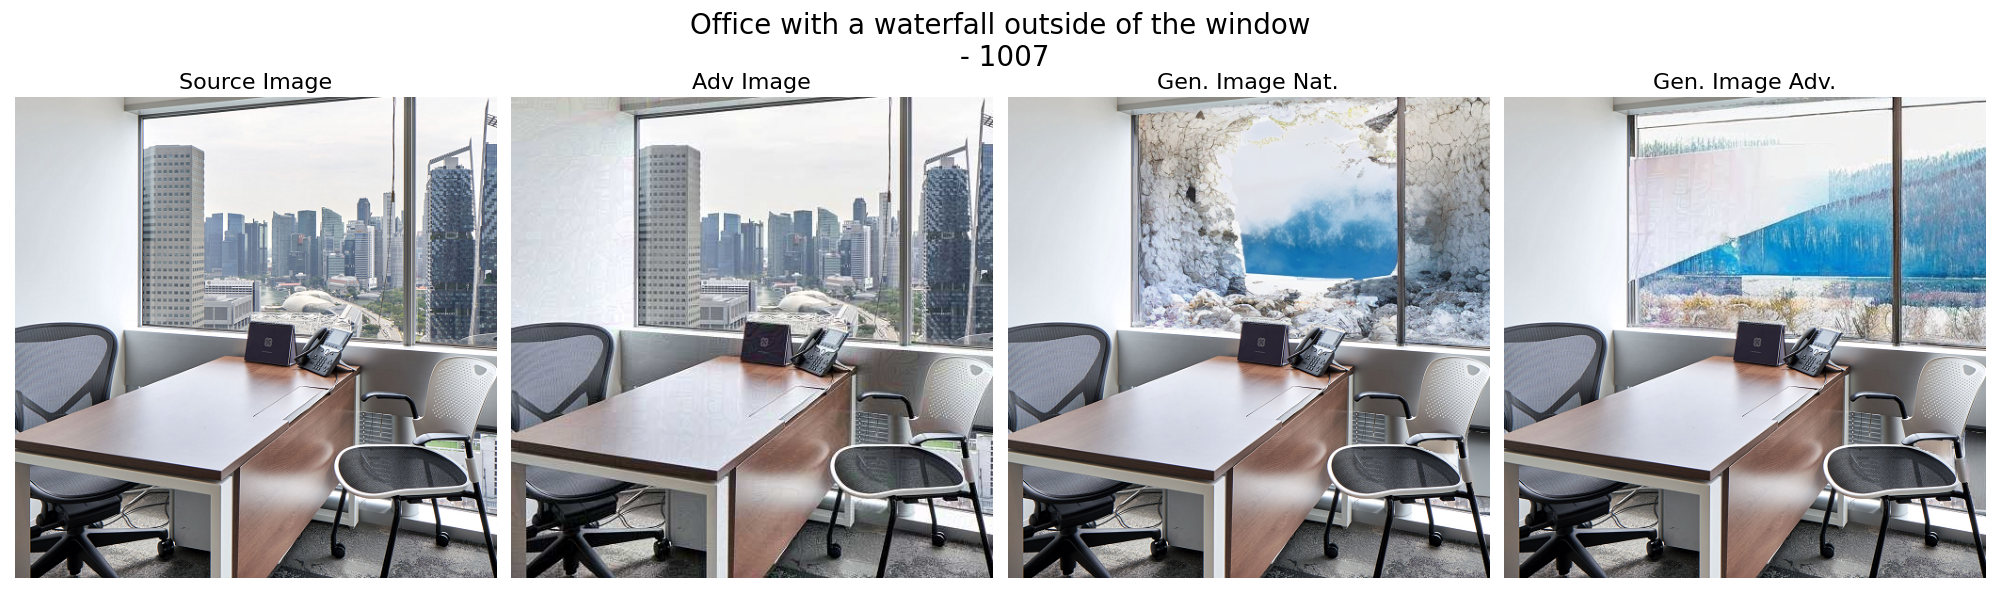 Office with a waterfall outside of the window
- 1007
Source Image
Adv Image
Gen. Image Nat.
Gen. Image Adv.